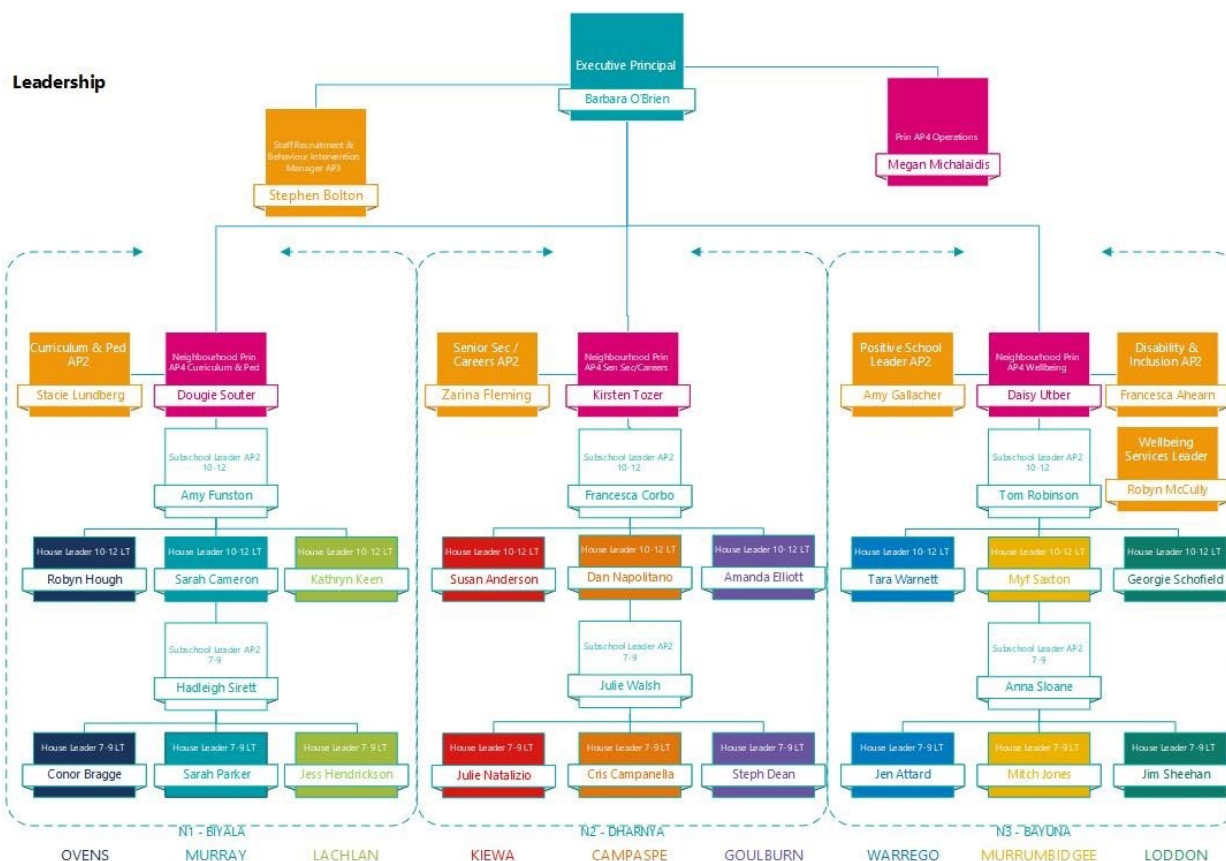 Leadership
Executive Principal
Barbara O'Brien
Staff Recruitment &
Behaviour Intervention
Manager AP3
Stephen Bolton
Prin AP4 Operations
Megan Michalaidis
Curriculum & Ped
AP2
Stacie Lundberg
Neighbourhood Prin
AP4 Curriculum & Ped
Dougie Souter
Senior Sec /
Careers AP2
Zarina Fleming
Neighbourhood Prin
AP4 Sen Sec/Careers
Kirsten Tozer
Positive School
Leader AP2
Amy Gallacher
Neighbourhood Prin
AP4 Wellbeing
Daisy Utber
Disability &
Inclusion AP2
Francesca Ahearn
Subschool Leader AP2
10-12
Amy Funston
Subschool Leader AP2
10-12
Francesca Corbo
Subschool Leader AP2
10-12
Tom Robinson
Wellbeing
Services Leader
Robyn McCully
House Leader 10-12 LT
Robyn Hough
House Leader 10-12 LT
Sarah Cameron
House Leader 10-12 LT
Kathryn Keen
House Leader 10-12 LT
Susan Anderson
House Leader 10-12 LT
Dan Napolitano
House Leader 10-12 LT
Amanda Elliott
House Leader 10-12 LT
Tara Warnett
House Leader 10-12 LT
Myf Saxton
House Leader 10-12 LT
Georgie Schofield
Subschool Leader AP2
7-9
Hadleigh Sirett
Subschool Leader AP2
7-9
Julie Walsh
Subschool Leader AP2
7-9
Anna Sloane
House Leader 7-9 LT
Conor Bragge
House Leader 7-9 LT
Sarah Parker
House Leader 7-9 LT
Jess Hendrickson
House Leader 7-9 LT
Julie Natalizio
House Leader 7-9 LT
Cris Campanella
House Leader 7-9 LT
Steph Dean
House Leader 7-9 LT
Jen Attard
House Leader 7-9 LT
Mitch Jones
House Leader 7-9 LT
Jim Sheehan
N1 - BIYALA
N2 - DHARNYA
N3 - BAYUNA
OVENS
MURRAY
LACHLAN
KIEWA
CAMPASPE
GOULBURN
WARREGO
MURRUMBIDGEE
LODDON